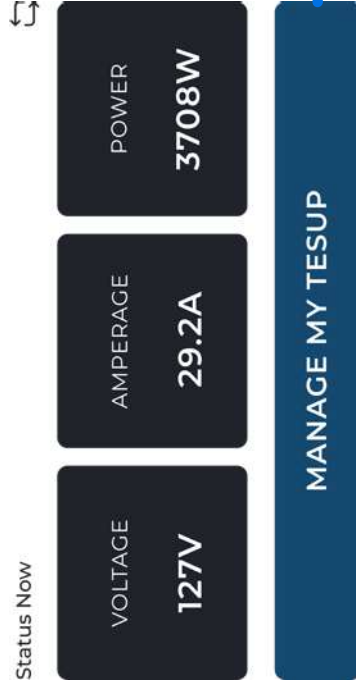 Status Now
VOLTAGE
127V
AMPERAGE
29.2A
POWER
3708W
MANAGE MY TESUP